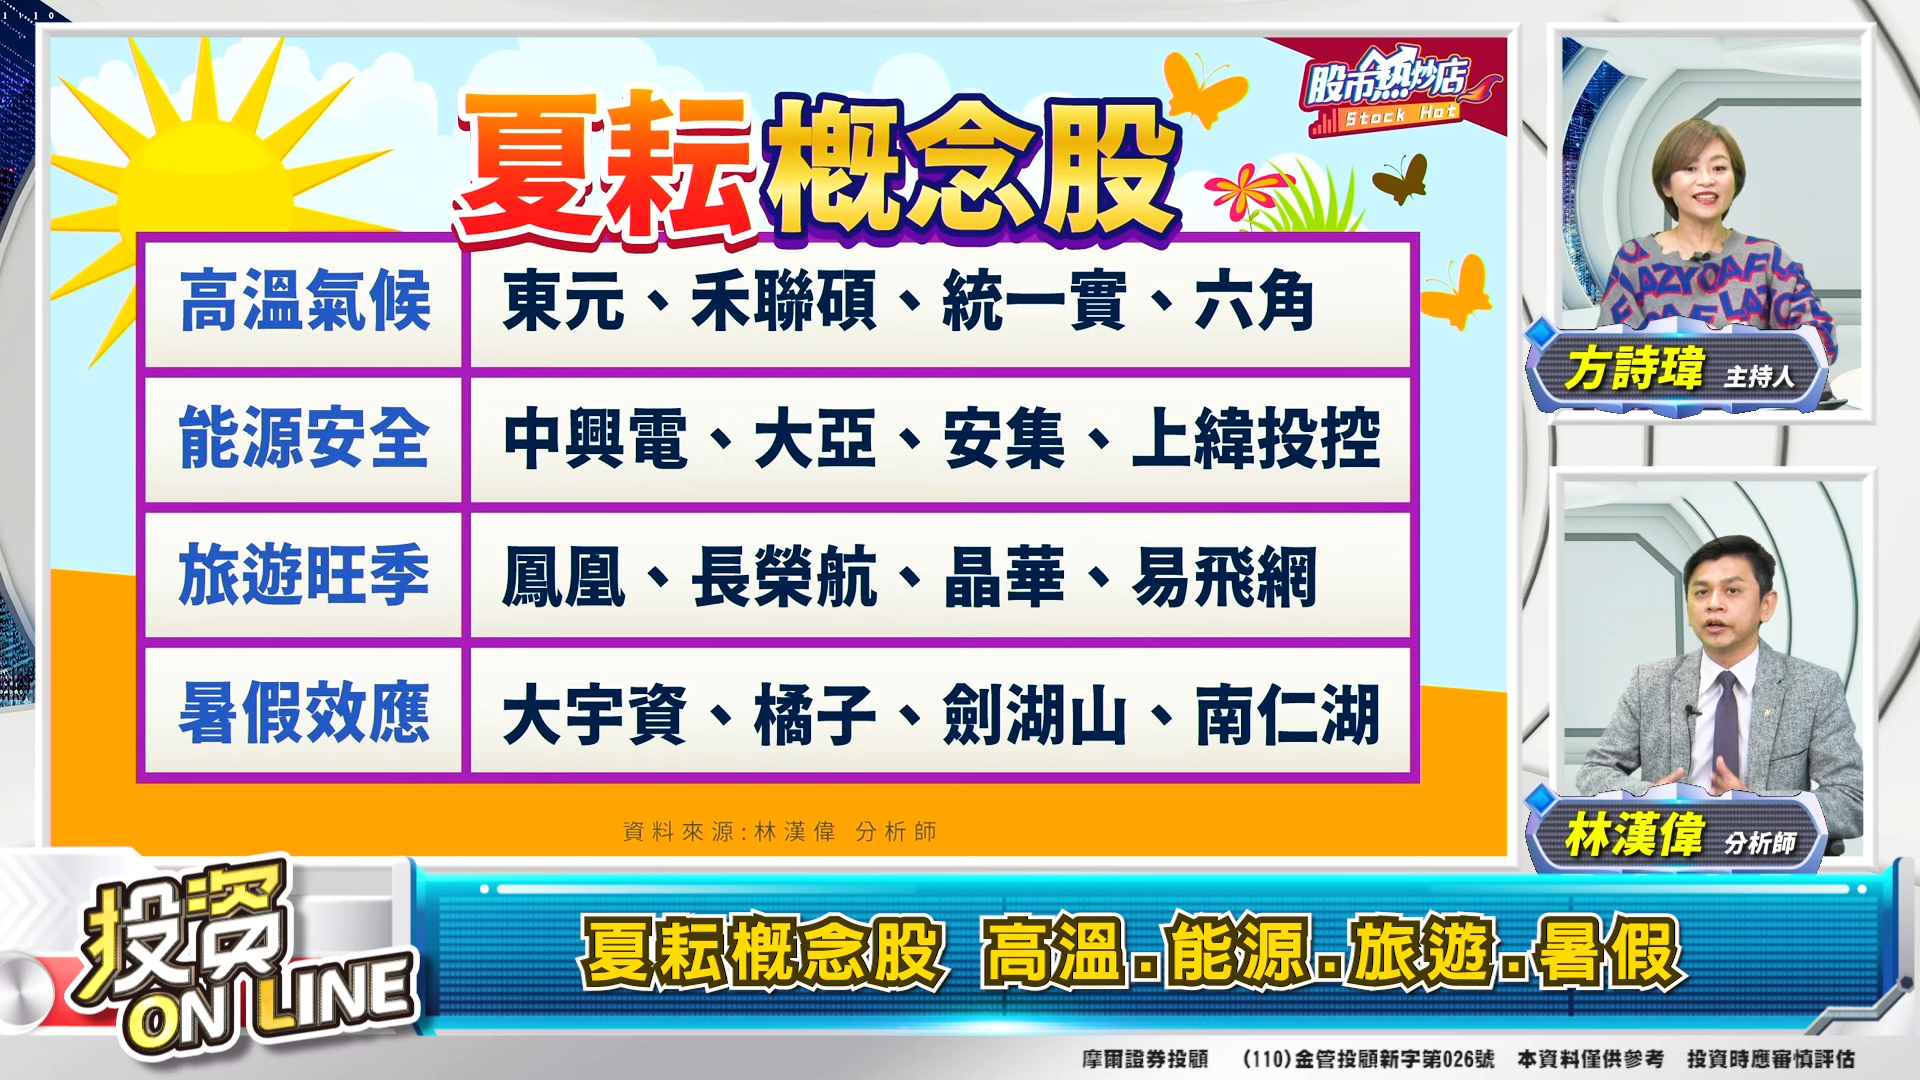 股市熱炒店
Stock Hot
夏耘概念股
高溫氣候 東元、禾聯碩、統一實、六角
能源安全 中興電、大亞、安集、上緯投控
旅遊旺季 鳳凰、長榮航、晶華、易飛網
暑假效應 大宇資、橘子、劍湖山、南仁湖
資料來源:林漢偉 分析師
方詩瑋 主持人
林漢偉 分析師
投資
ON LINE
夏耘概念股 高溫.能源.旅遊.暑假
摩爾證券投顧 (110)金管投顧新字第026號 本資料僅供參考 投資時應審慎評估